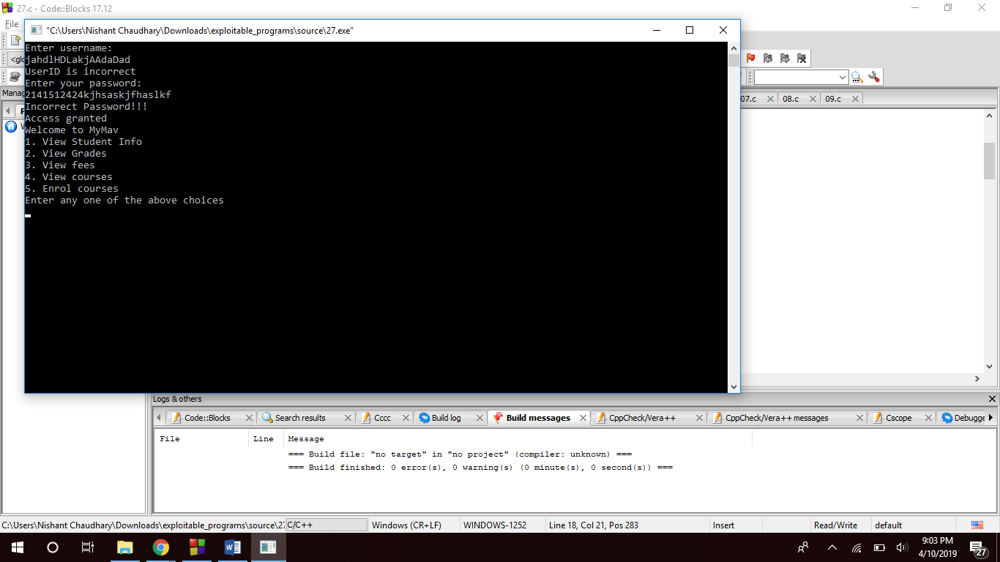 27.c - Code::Blocks 17.12
File
"C:\Users\Nishant Chaudhary\Downloads\exploitable_programs\source\27.exe"
Enter username:
jahdlHDLakjAAdaDad
UserID is incorrect
Enter your password:
2141512424kjhsaskjfhaslkf
Incorrect Password!!!
Access granted
Welcome to MyMav
1. View Student Info
2. View Grades
3. View fees
4. View courses
5. Enrol courses
Enter any one of the above choices
<glo
Manag
07.c 08.c 09.c
Logs & others
Code::Blocks Search results Cccc Build log Build messages CppCheck/Vera++ CppCheck/Vera++ messages Cscope Debugge
File Line Message
=== Build file: "no target" in "no project" (compiler: unknown) ===
=== Build finished: 0 error(s), 0 warning(s) (0 minute(s), 0 second(s)) ===
C:\Users\Nishant Chaudhary\Downloads\exploitable_programs\source\27 C/C++ Windows (CR+LF) WINDOWS-1252 Line 18, Col 21, Pos 283 Insert Read/Write default
9:03 PM
4/10/2019
27